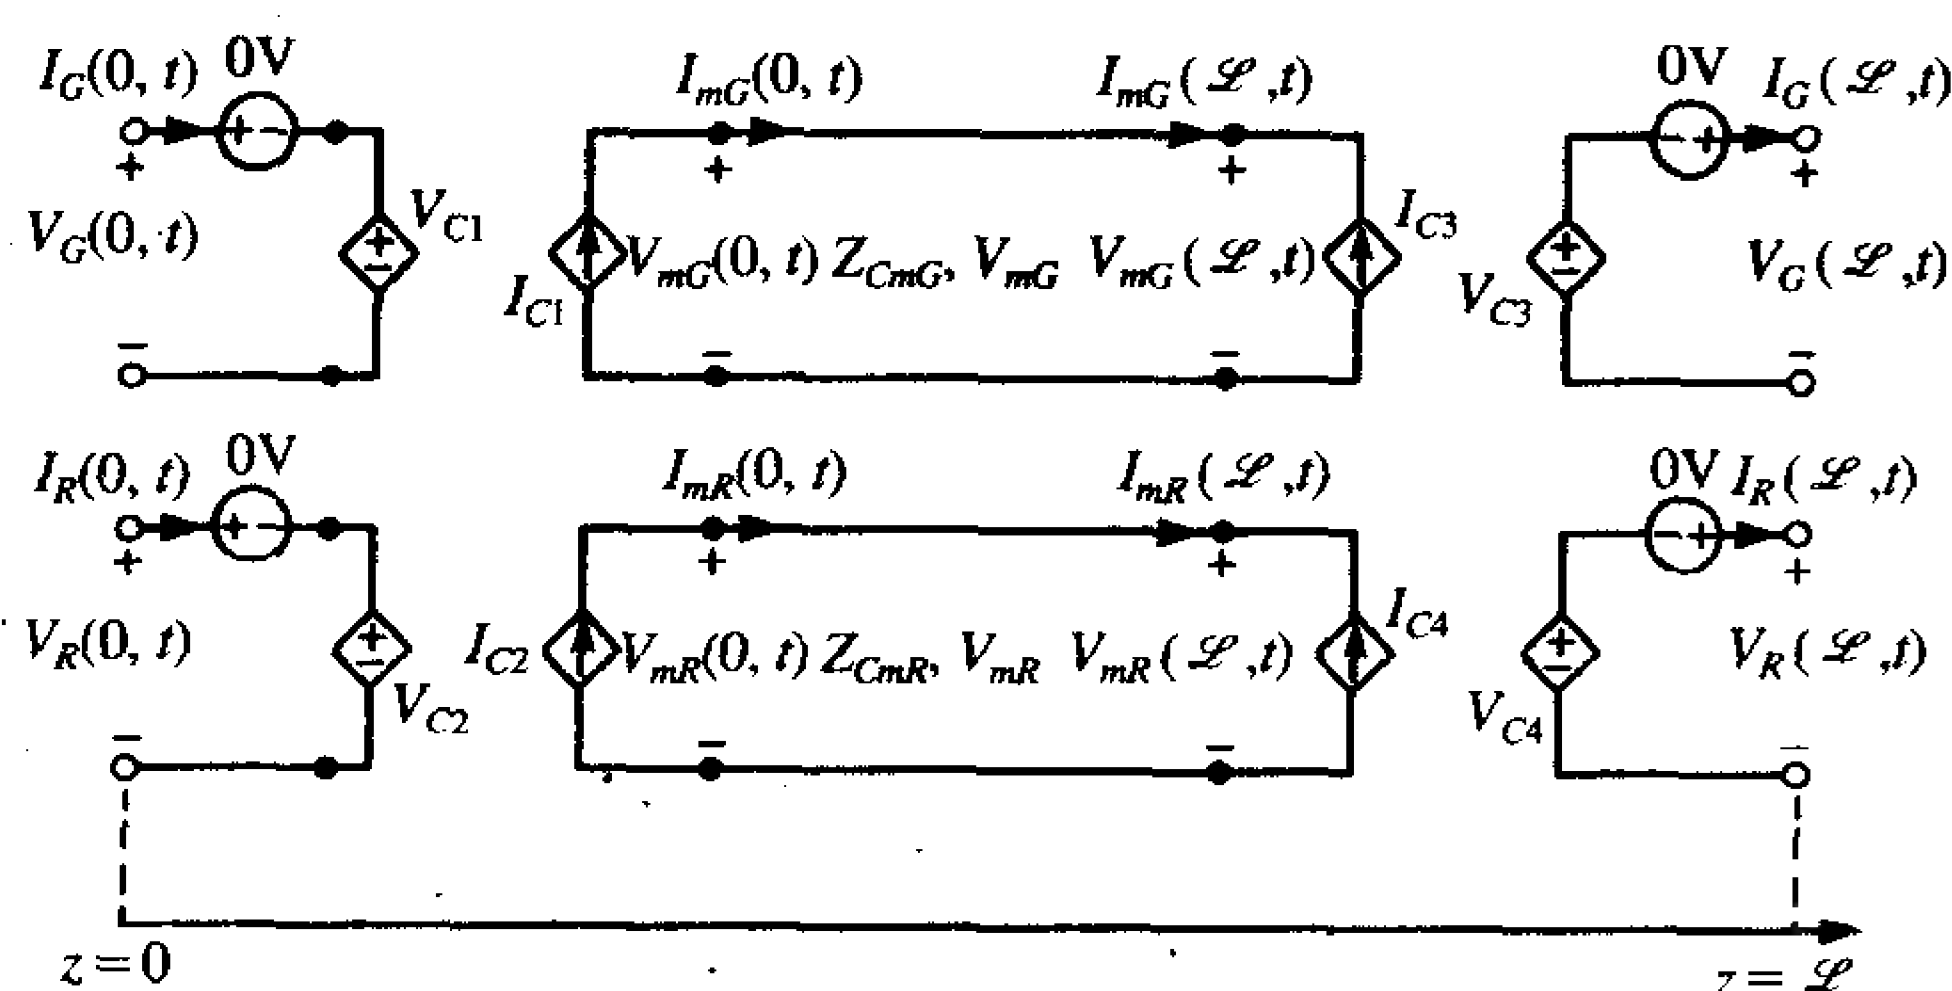 I_G(0, t) 0V I_mG(0, t) I_mG(ℒ,t) 0V I_G(ℒ,t)
+ − + −
+ + + − + +
V_G(0, t) + − V_C1 I_C1 V_mG(0, t) Z_CmG, V_mG V_mG(ℒ,t) I_C3 V_C3 + − V_G(ℒ,t)
− − − −
I_R(0, t) 0V I_mR(0, t) I_mR(ℒ,t) 0V I_R(ℒ,t)
+ − − +
+ + + +
V_R(0, t) + − V_C2 I_C2 V_mR(0, t) Z_CmR, V_mR V_mR(ℒ,t) I_C4 V_C4 + − V_R(ℒ,t)
− − − −
z=0 z=ℒ